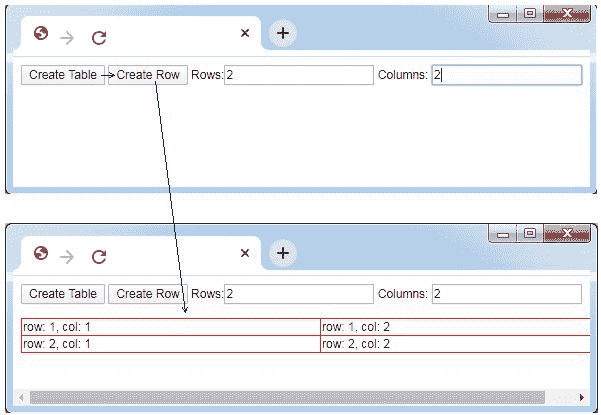 Create Table Create Row Rows: 2 Columns: 2
Create Table Create Row Rows: 2 Columns: 2
row: 1, col: 1 row: 1, col: 2
row: 2, col: 1 row: 2, col: 2